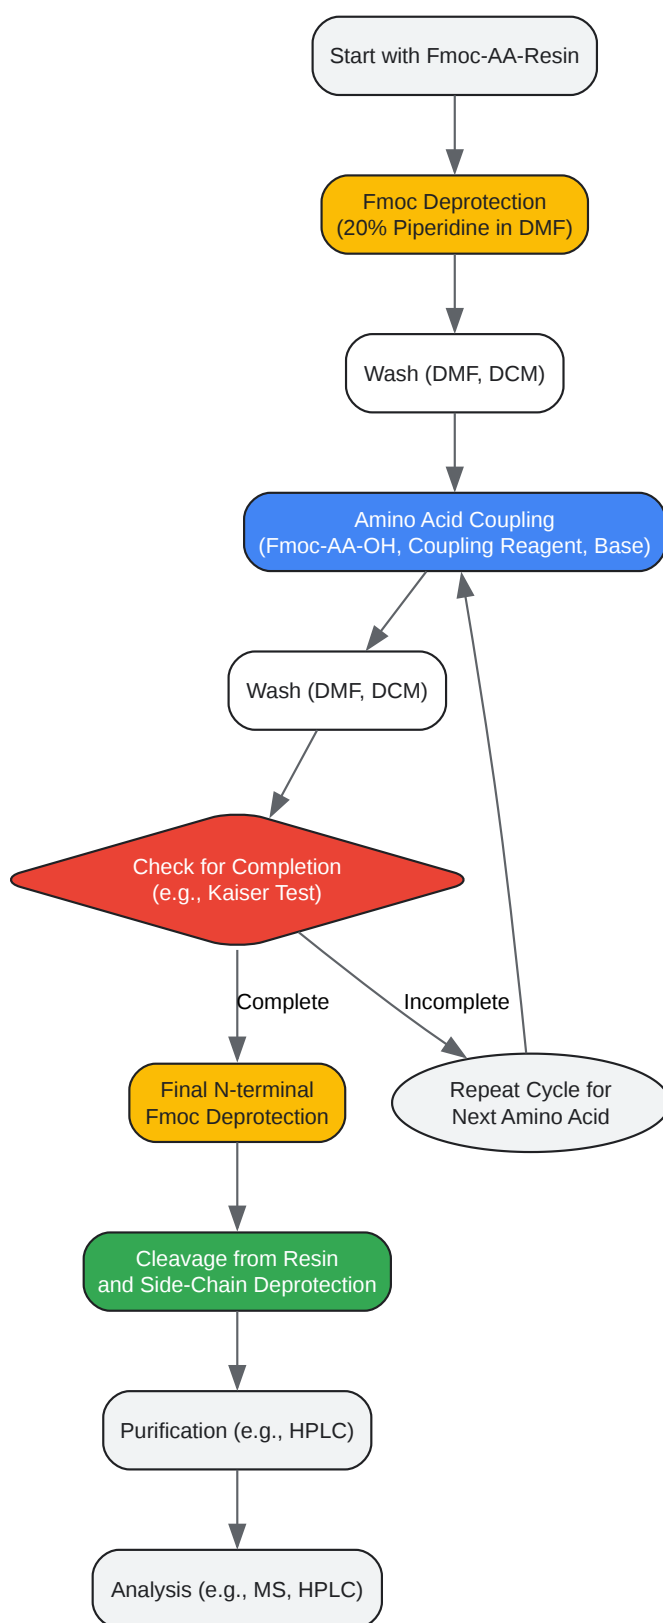 Start with Fmoc-AA-Resin
Fmoc Deprotection
(20% Piperidine in DMF)
Wash (DMF, DCM)
Amino Acid Coupling
(Fmoc-AA-OH, Coupling Reagent, Base)
Wash (DMF, DCM)
Check for Completion
(e.g., Kaiser Test)
Complete
Incomplete
Final N-terminal
Fmoc Deprotection
Repeat Cycle for
Next Amino Acid
Cleavage from Resin
and Side-Chain Deprotection
Purification (e.g., HPLC)
Analysis (e.g., MS, HPLC)